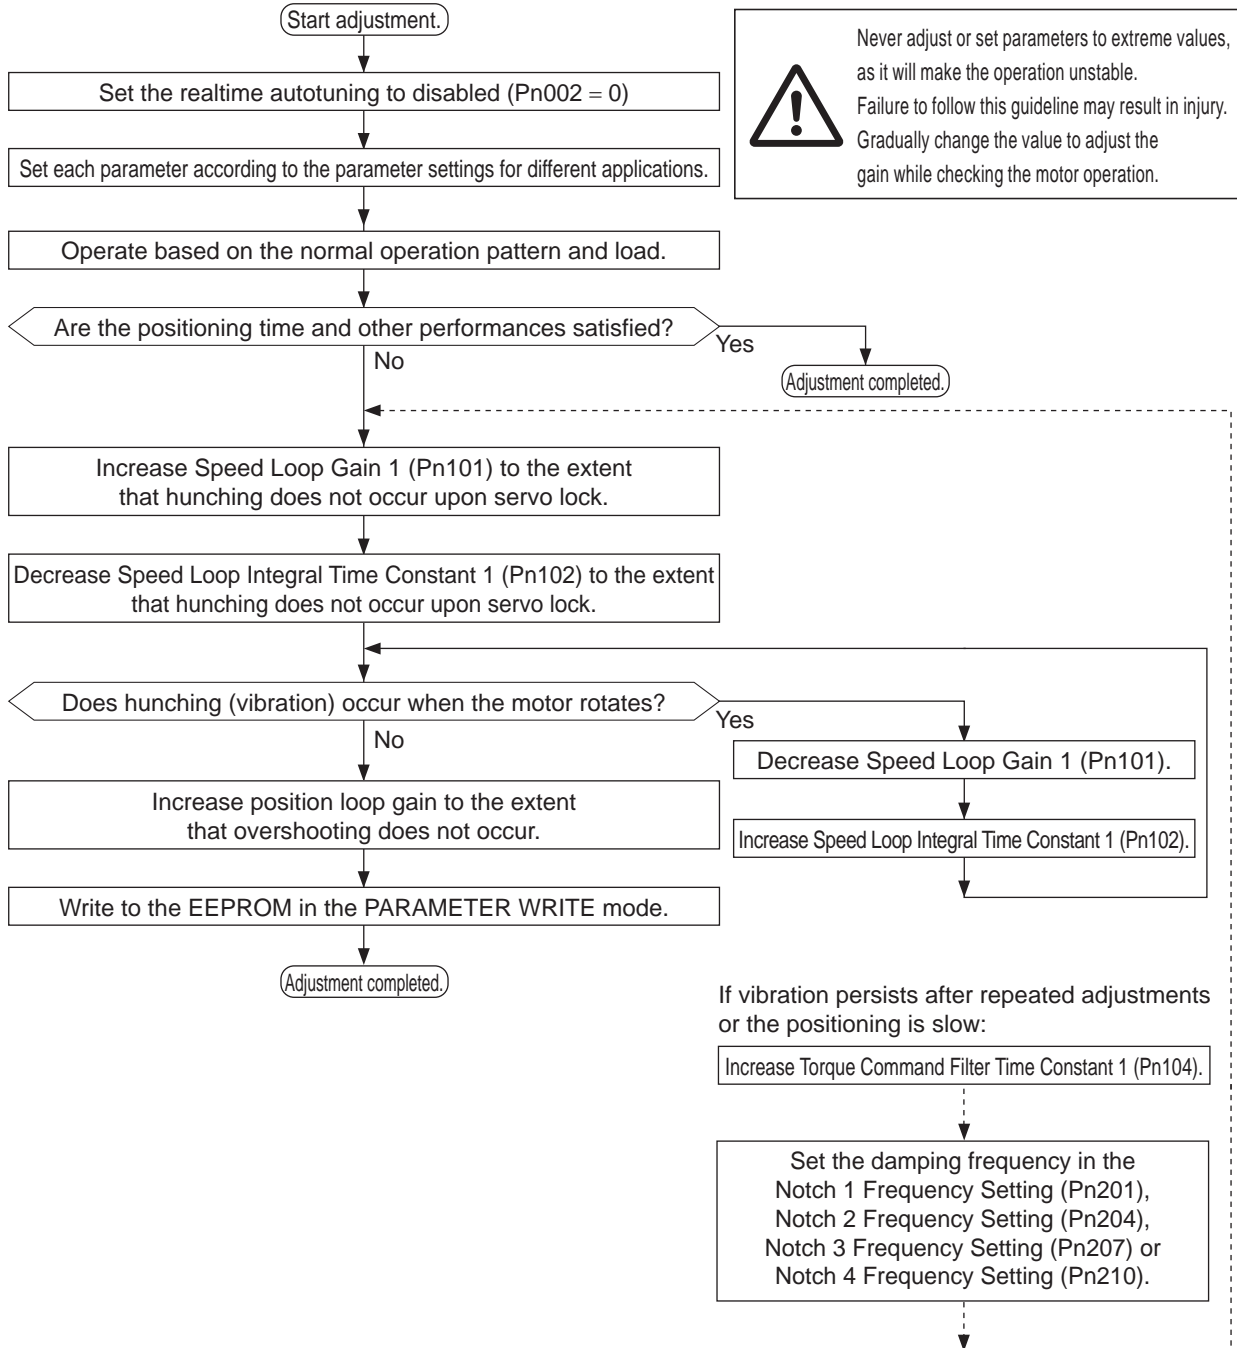 Start adjustment.
Never adjust or set parameters to extreme values,
as it will make the operation unstable.
Failure to follow this guideline may result in injury.
Gradually change the value to adjust the
gain while checking the motor operation.
Set the realtime autotuning to disabled (Pn002 = 0)
Set each parameter according to the parameter settings for different applications.
Operate based on the normal operation pattern and load.
Are the positioning time and other performances satisfied?
Yes
No
Adjustment completed.
Increase Speed Loop Gain 1 (Pn101) to the extent
that hunching does not occur upon servo lock.
Decrease Speed Loop Integral Time Constant 1 (Pn102) to the extent
that hunching does not occur upon servo lock.
Does hunching (vibration) occur when the motor rotates?
Yes
No
Decrease Speed Loop Gain 1 (Pn101).
Increase Speed Loop Integral Time Constant 1 (Pn102).
Increase position loop gain to the extent
that overshooting does not occur.
Write to the EEPROM in the PARAMETER WRITE mode.
Adjustment completed.
If vibration persists after repeated adjustments
or the positioning is slow:
Increase Torque Command Filter Time Constant 1 (Pn104).
Set the damping frequency in the
Notch 1 Frequency Setting (Pn201),
Notch 2 Frequency Setting (Pn204),
Notch 3 Frequency Setting (Pn207) or
Notch 4 Frequency Setting (Pn210).